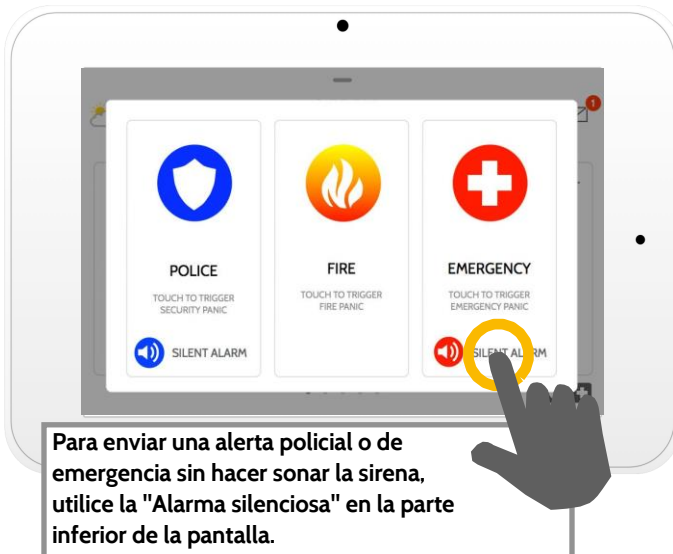 1
POLICE
TOUCH TO TRIGGER
SECURITY PANIC
SILENT ALARM
FIRE
TOUCH TO TRIGGER
FIRE PANIC
EMERGENCY
TOUCH TO TRIGGER
EMERGENCY PANIC
SILENT ALARM
Para enviar una alerta policial o de
emergencia sin hacer sonar la sirena,
utilice la "Alarma silenciosa" en la parte
inferior de la pantalla.